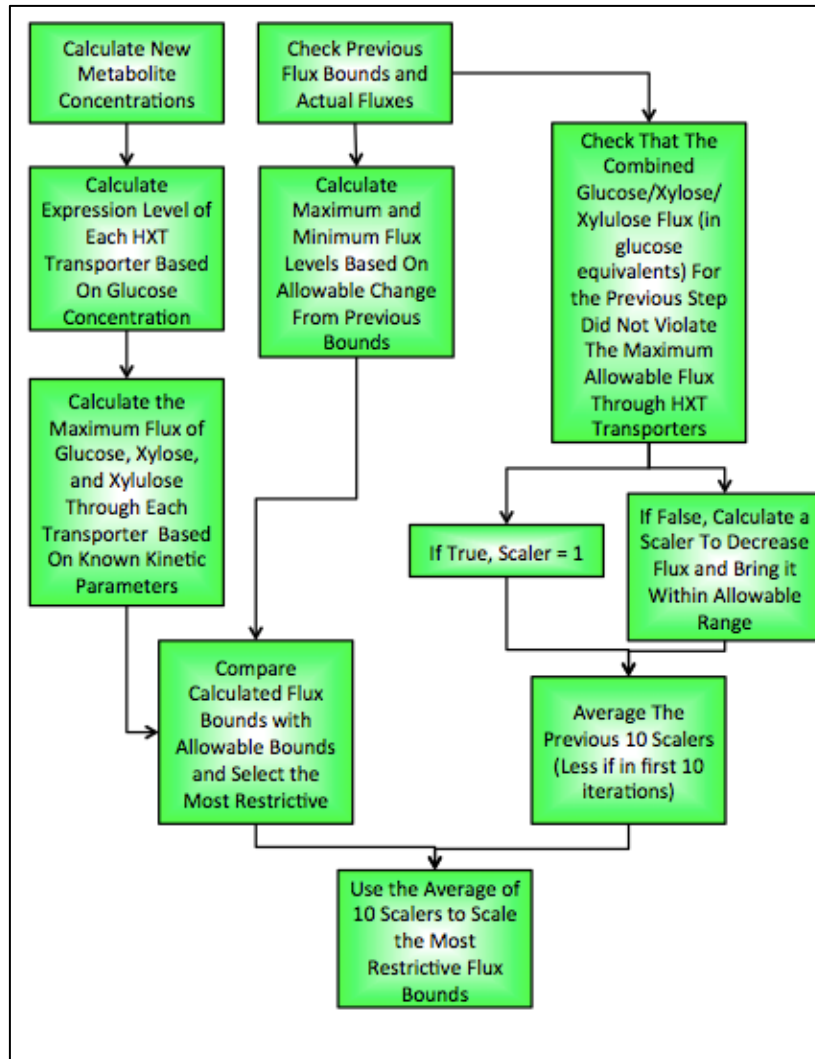 Calculate New
Metabolite
Concentrations
Check Previous
Flux Bounds and
Actual Fluxes
Calculate
Expression Level of
Each HXT
Transporter Based
On Glucose
Concentration
Calculate
Maximum and
Minimum Flux
Levels Based On
Allowable Change
From Previous
Bounds
Check That The
Combined
Glucose/Xylose/
Xylulose Flux (in
glucose
equivalents) For
the Previous Step
Did Not Violate
The Maximum
Allowable Flux
Through HXT
Transporters
Calculate the
Maximum Flux of
Glucose, Xylose,
and Xylulose
Through Each
Transporter Based
On Known Kinetic
Parameters
If True, Scaler = 1
If False, Calculate a
Scaler To Decrease
Flux and Bring it
Within Allowable
Range
Compare
Calculated Flux
Bounds with
Allowable Bounds
and Select the
Most Restrictive
Average The
Previous 10 Scalers
(Less if in first 10
iterations)
Use the Average of
10 Scalers to Scale
the Most
Restrictive Flux
Bounds